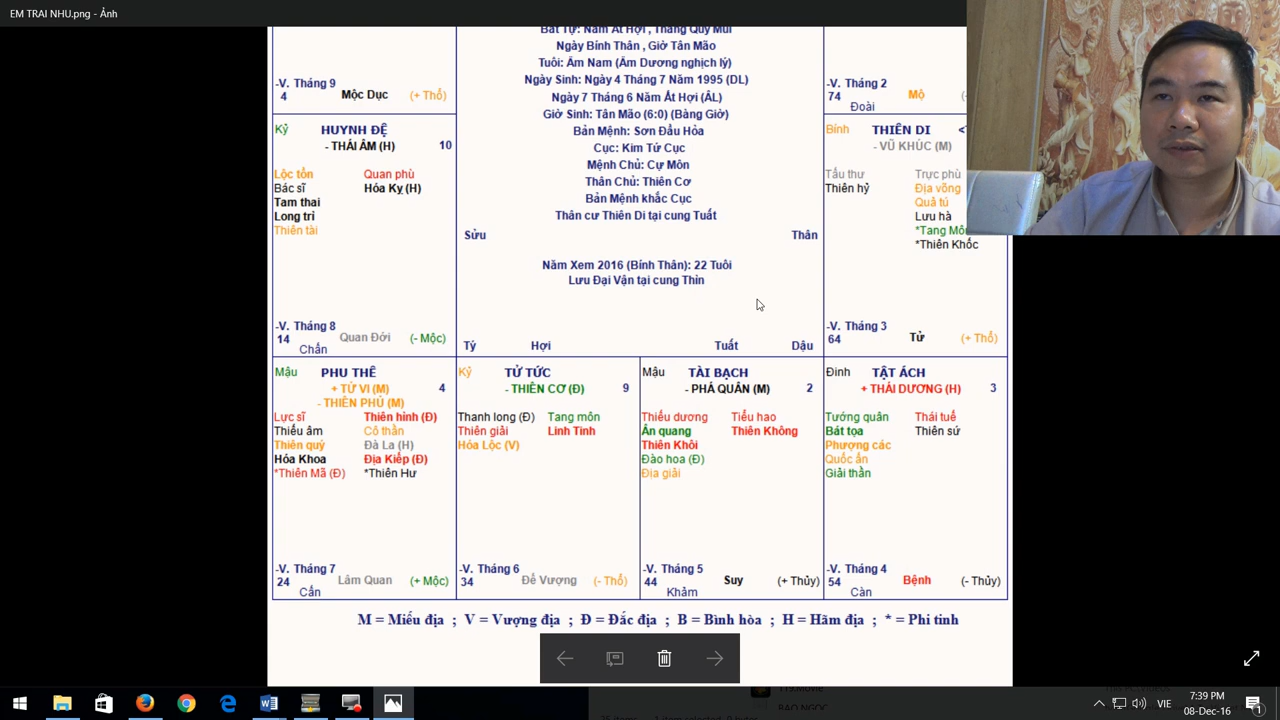 EM TRAI NHU.png - Ảnh
Bát Tự: Năm Ất Hợi , Tháng Quý Mùi
Ngày Bính Thân , Giờ Tân Mão
Tuổi: Âm Nam (Âm Dương nghịch lý)
Ngày Sinh: Ngày 4 Tháng 7 Năm 1995 (DL)
Ngày 7 Tháng 6 Năm Ất Hợi (ÂL)
Giờ Sinh: Tân Mão (6:0) (Bàng Giờ)
Bản Mệnh: Sơn Đầu Hỏa
Cục: Kim Tứ Cục
Mệnh Chủ: Cự Môn
Thân Chủ: Thiên Cơ
Bản Mệnh khắc Cục
Thân cư Thiên Di tại cung Tuất
Sửu Thân
Năm Xem 2016 (Bính Thân): 22 Tuổi
Lưu Đại Vận tại cung Thìn
Tý Hợi Tuất Dậu
-V. Tháng 9
4 Mộc Dục (+ Thổ)
-V. Tháng 2
74 Mộ
Đoài
Kỷ HUYNH ĐỆ
- THÁI ÂM (H) 10
Lộc tồn Quan phù
Bác sĩ Hóa Kỵ (H)
Tam thai
Long trì
Thiên tài
-V. Tháng 8
14 Quan Đới (- Mộc)
Chấn
Bính THIÊN DI
- VŨ KHÚC (M)
Tấu thư Trực phù
Thiên hỷ Địa võng
Quả tú
Lưu hà
*Tang Môn
*Thiên Khốc
-V. Tháng 3
64 Tử (+ Thổ)
Mậu PHU THÊ
+ TỬ VI (M) 4
- THIÊN PHỦ (M)
Lực sĩ Thiên hình (Đ)
Thiếu âm Cô thần
Thiên quý Đà La (H)
Hóa Khoa Địa Kiếp (Đ)
*Thiên Mã (Đ) *Thiên Hư
-V. Tháng 7
24 Lâm Quan (+ Mộc)
Cấn
Kỷ TỬ TỨC
- THIÊN CƠ (Đ) 9
Thanh long (Đ) Tang môn
Thiên giải Linh Tinh
Hóa Lộc (V)
-V. Tháng 6
34 Đế Vượng (- Thổ)
Mậu TÀI BẠCH
- PHÁ QUÂN (M) 2
Thiếu dương Tiểu hao
Ân quang Thiên Không
Thiên Khôi
Đào hoa (Đ)
Địa giải
-V. Tháng 5
44 Suy (+ Thủy)
Khảm
Đinh TẬT ÁCH
+ THÁI DƯƠNG (H) 3
Tướng quân Thái tuế
Bát tọa Thiên sứ
Phượng các
Quốc ấn
Giải thần
-V. Tháng 4
54 Bệnh (- Thủy)
Càn
M = Miếu địa ; V = Vượng địa ; Đ = Đắc địa ; B = Bình hòa ; H = Hãm địa ; * = Phi tinh
VIE
7:39 PM
08-Dec-16